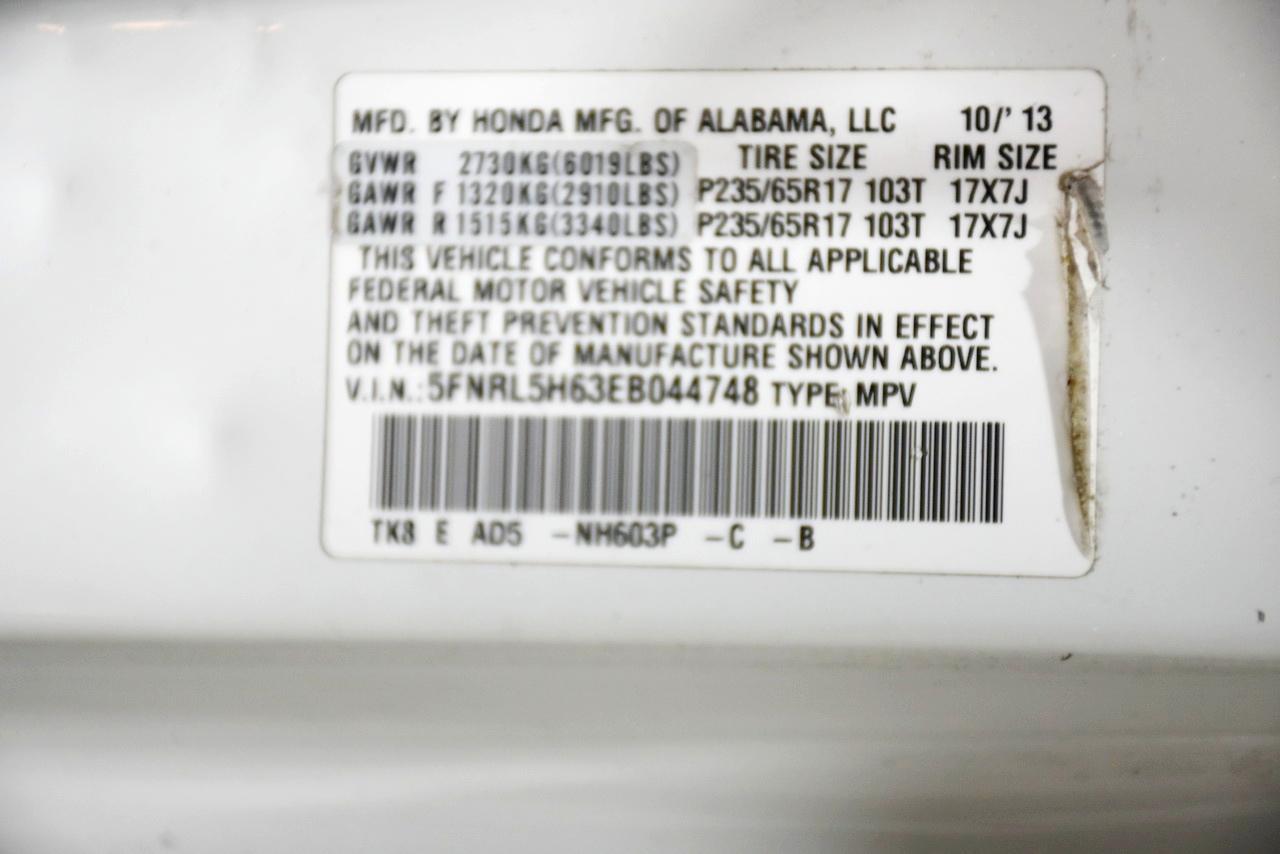 MFD. BY HONDA MFG. OF ALABAMA, LLC 10/'13
GVWR 2730KG(6019LBS) TIRE SIZE RIM SIZE
GAWR F 1320KG(2910LBS) P235/65R17 103T 17X7J
GAWR R 1515KG(3340LBS) P235/65R17 103T 17X7J
THIS VEHICLE CONFORMS TO ALL APPLICABLE
FEDERAL MOTOR VEHICLE SAFETY
AND THEFT PREVENTION STANDARDS IN EFFECT
ON THE DATE OF MANUFACTURE SHOWN ABOVE.
V.I.N.: 5FNRL5H63EB044748 TYPE: MPV
TK8 E AD5 -NH603P -C -B